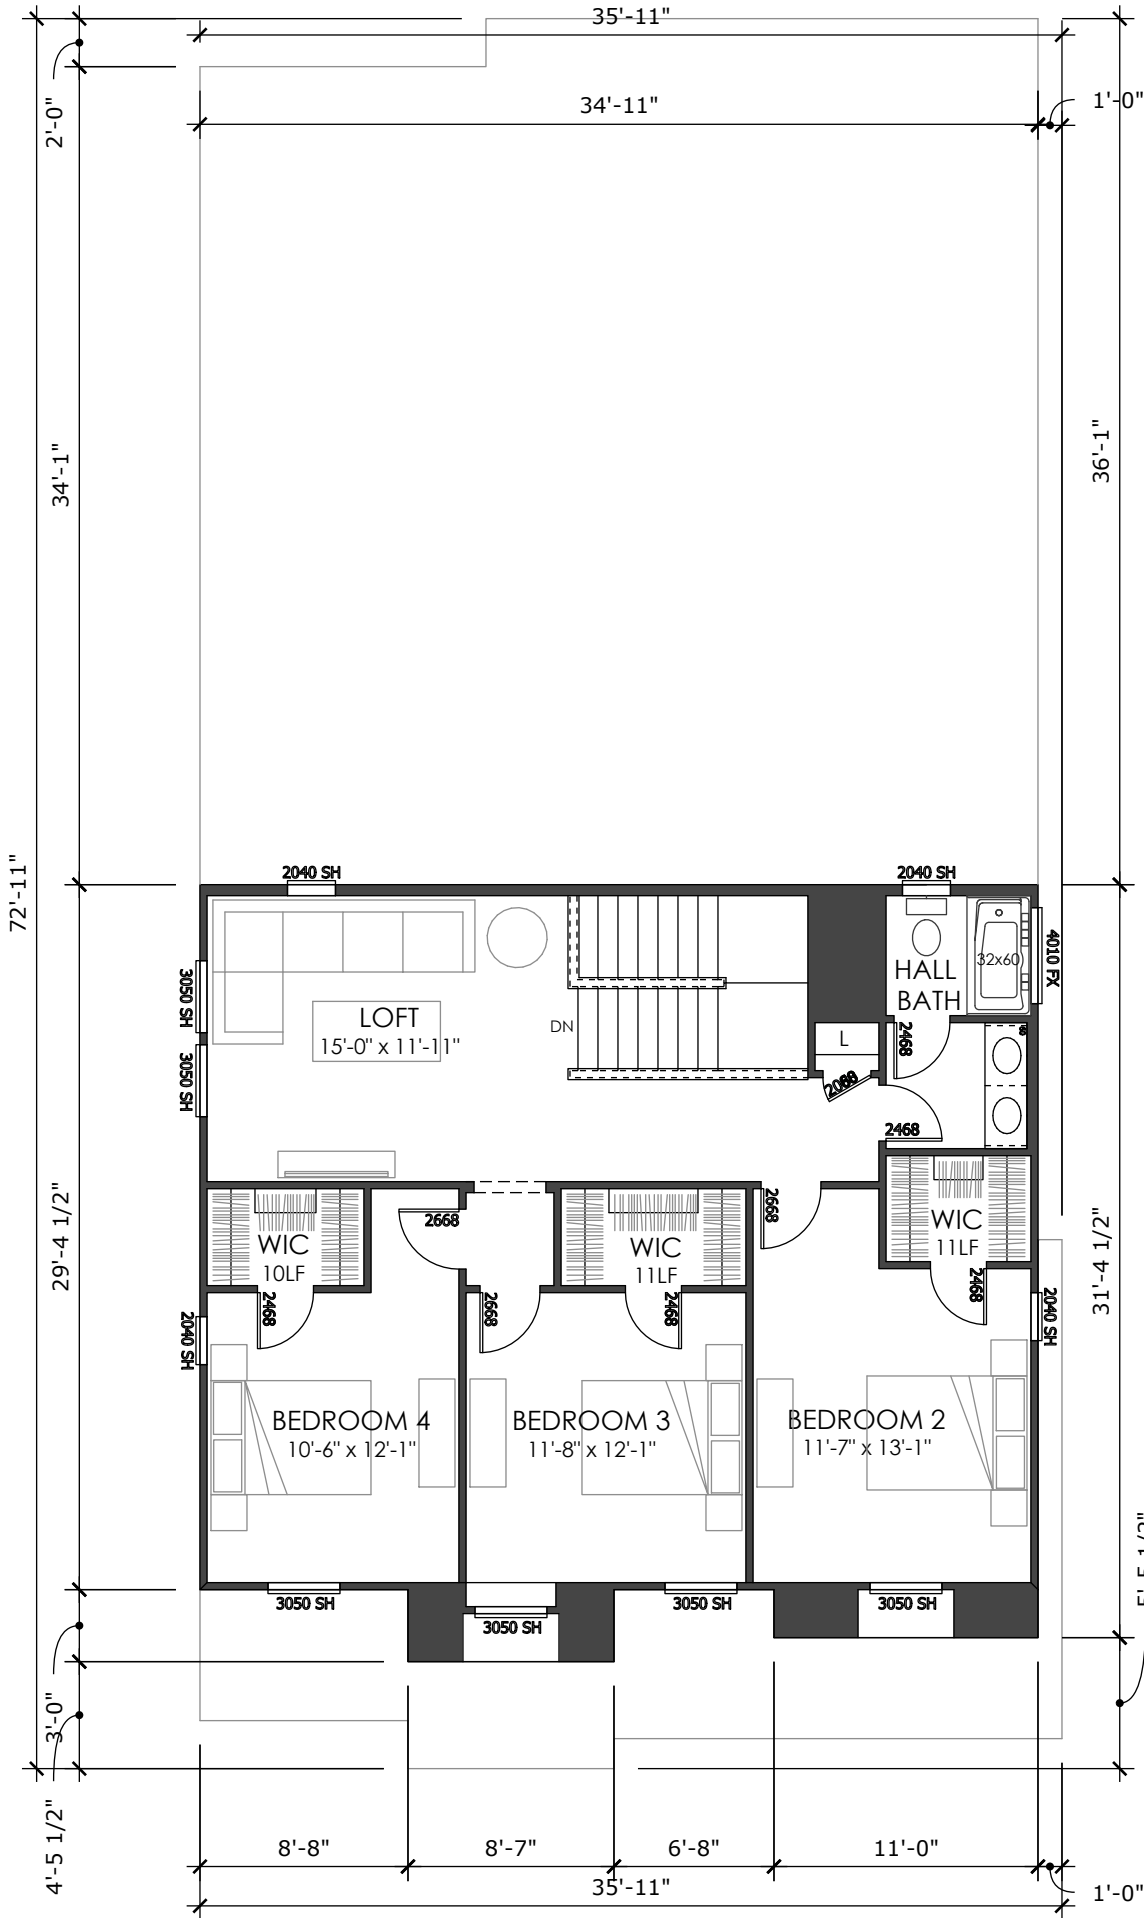 35'-11"
34'-11"
1'-0"
2'-0"
34'-1"
36'-1"
72'-11"
2040 SH
2040 SH
3050 SH
3050 SH
4010 FX
32x60
HALL
BATH
LOFT
15'-0" x 11'-11"
DN
L
2468
2068
2468
29'-4 1/2"
31'-4 1/2"
2668
2668
WIC
10LF
WIC
11LF
WIC
11LF
2468
2668
2468
2468
2040 SH
2040 SH
BEDROOM 4
10'-6" x 12'-1"
BEDROOM 3
11'-8" x 12'-1"
BEDROOM 2
11'-7" x 13'-1"
3050 SH
3050 SH
3050 SH
3050 SH
3'-0"
4'-5 1/2"
8'-8"
8'-7"
6'-8"
11'-0"
35'-11"
1'-0"